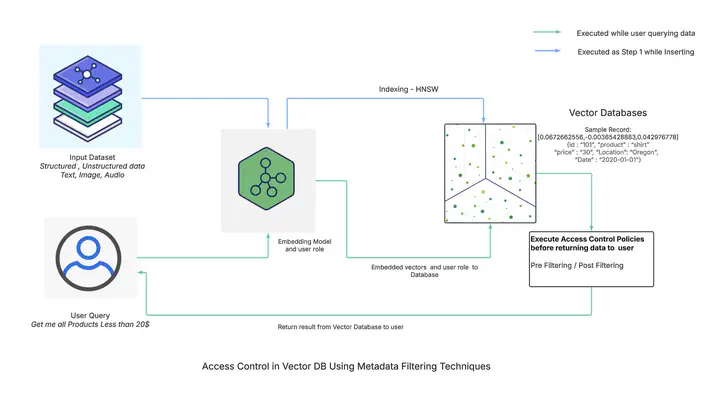 Executed while user querying data
Executed as Step 1 while Inserting
Indexing - HNSW
Vector Databases
Sample Record:
[0.0672662556,-0.00365428883,0.042976778]
{id : "101", "product" : "shirt"
"price" : "30", "Location": "Oregon",
"Date" : "2020-01-01"}
Input Dataset
Structured , Unstructured data
Text, Image, Audio
Embedding Model
and user role
Execute Access Control Policies
before returning data to user
Pre Filtering / Post Filtering
Embedded vectors and user role to
Database
User Query
Get me all Products Less than 20$
Return result from Vector Database to user
Access Control in Vector DB Using Metadata Filtering Techniques